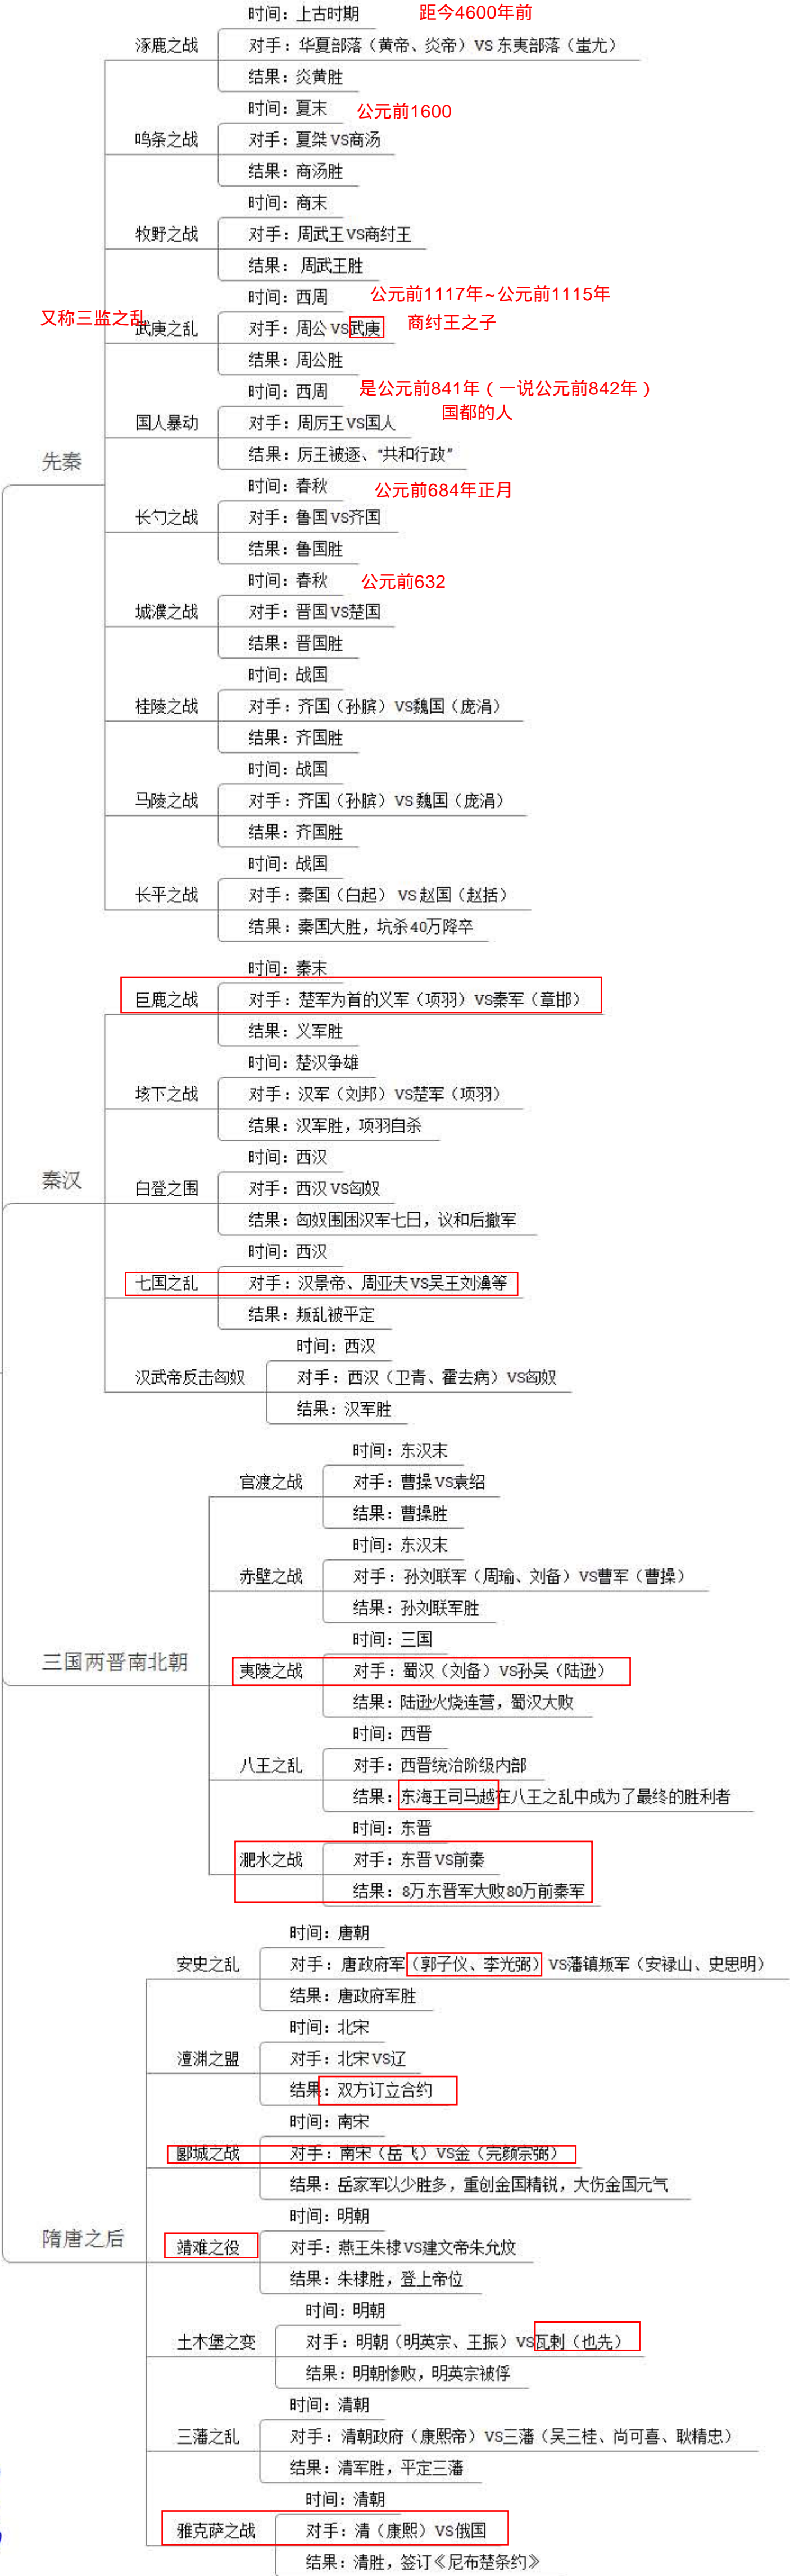 时间：上古时期
距今4600年前
涿鹿之战
对手：华夏部落（黄帝、炎帝）VS 东夷部落（蚩尤）
结果：炎黄胜
时间：夏末
公元前1600
鸣条之战
对手：夏桀 VS商汤
结果：商汤胜
时间：商末
牧野之战
对手：周武王 VS商纣王
结果： 周武王胜
时间：西周
公元前1117年~公元前1115年
又称三监之乱
武庚之乱
对手：周公 VS武庚
商纣王之子
结果：周公胜
时间：西周
是公元前841年（一说公元前842年）
国都的人
国人暴动
对手：周厉王 VS国人
结果：厉王被逐、“共和行政”
先秦
时间：春秋
公元前684年正月
长勺之战
对手：鲁国 VS齐国
结果：鲁国胜
时间：春秋
公元前632
城濮之战
对手：晋国 VS楚国
结果：晋国胜
时间：战国
桂陵之战
对手：齐国（孙膑） VS魏国（庞涓）
结果：齐国胜
时间：战国
马陵之战
对手：齐国（孙膑） VS 魏国（庞涓）
结果：齐国胜
时间：战国
长平之战
对手：秦国（白起） VS 赵国（赵括）
结果：秦国大胜，坑杀 40万降卒
时间：秦末
巨鹿之战
对手：楚军为首的义军（项羽） VS秦军（章邯）
结果：义军胜
时间：楚汉争雄
垓下之战
对手：汉军（刘邦） VS楚军（项羽）
结果：汉军胜，项羽自杀
时间：西汉
秦汉
白登之围
对手：西汉 VS匈奴
结果：匈奴围困汉军七日，议和后撤军
时间：西汉
七国之乱
对手：汉景帝、周亚夫 VS吴王刘濞等
结果：叛乱被平定
时间：西汉
汉武帝反击匈奴
对手：西汉（卫青、霍去病） VS匈奴
结果：汉军胜
时间：东汉末
官渡之战
对手：曹操 VS袁绍
结果：曹操胜
时间：东汉末
赤壁之战
对手：孙刘联军（周瑜、刘备）VS曹军（曹操）
结果：孙刘联军胜
时间：三国
三国两晋南北朝
夷陵之战
对手：蜀汉（刘备） VS孙吴（陆逊）
结果：陆逊火烧连营，蜀汉大败
时间：西晋
八王之乱
对手：西晋统治阶级内部
结果：东海王司马越在八王之乱中成为了最终的胜利者
时间：东晋
淝水之战
对手：东晋 VS前秦
结果：8万东晋军大败 80万前秦军
时间：唐朝
安史之乱
对手：唐政府军（郭子仪、李光弼） VS藩镇叛军（安禄山、史思明）
结果：唐政府军胜
时间：北宋
澶渊之盟
对手：北宋 VS辽
结果：双方订立合约
时间：南宋
郾城之战
对手：南宋（岳飞） VS金（完颜宗弼）
结果：岳家军以少胜多，重创金国精锐，大伤金国元气
时间：明朝
隋唐之后
靖难之役
对手：燕王朱棣 VS建文帝朱允炆
结果：朱棣胜，登上帝位
时间：明朝
土木堡之变
对手：明朝（明英宗、王振） VS瓦剌（也先）
结果：明朝惨败，明英宗被俘
时间：清朝
三藩之乱
对手：清朝政府（康熙帝） VS三藩（吴三桂、尚可喜、耿精忠）
结果：清军胜，平定三藩
时间：清朝
雅克萨之战
对手：清（康熙） VS俄国
结果：清胜，签订《尼布楚条约》